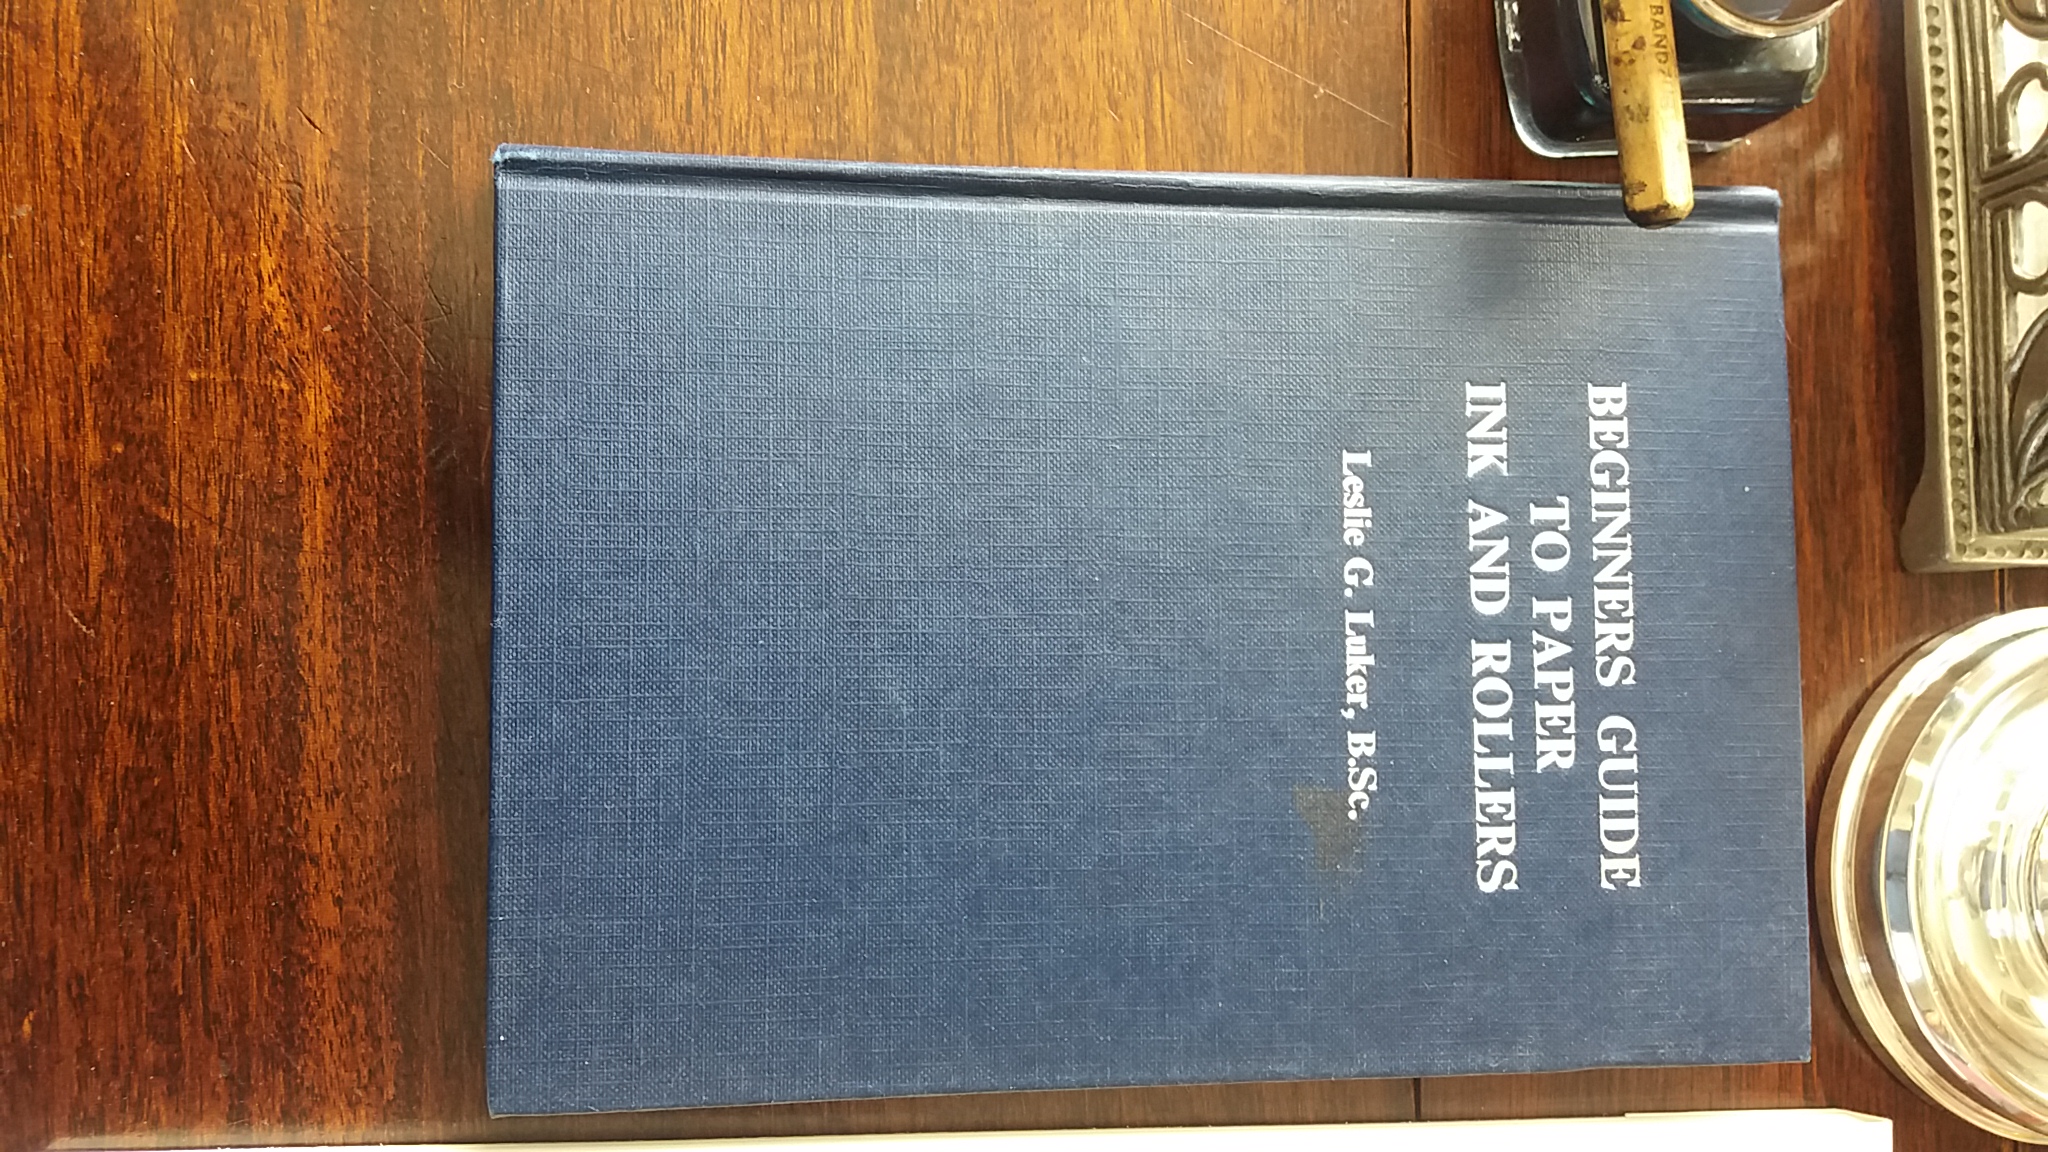 BEGINNERS GUIDE
TO PAPER
INK AND ROLLERS
Leslie G. Luker, B.Sc.